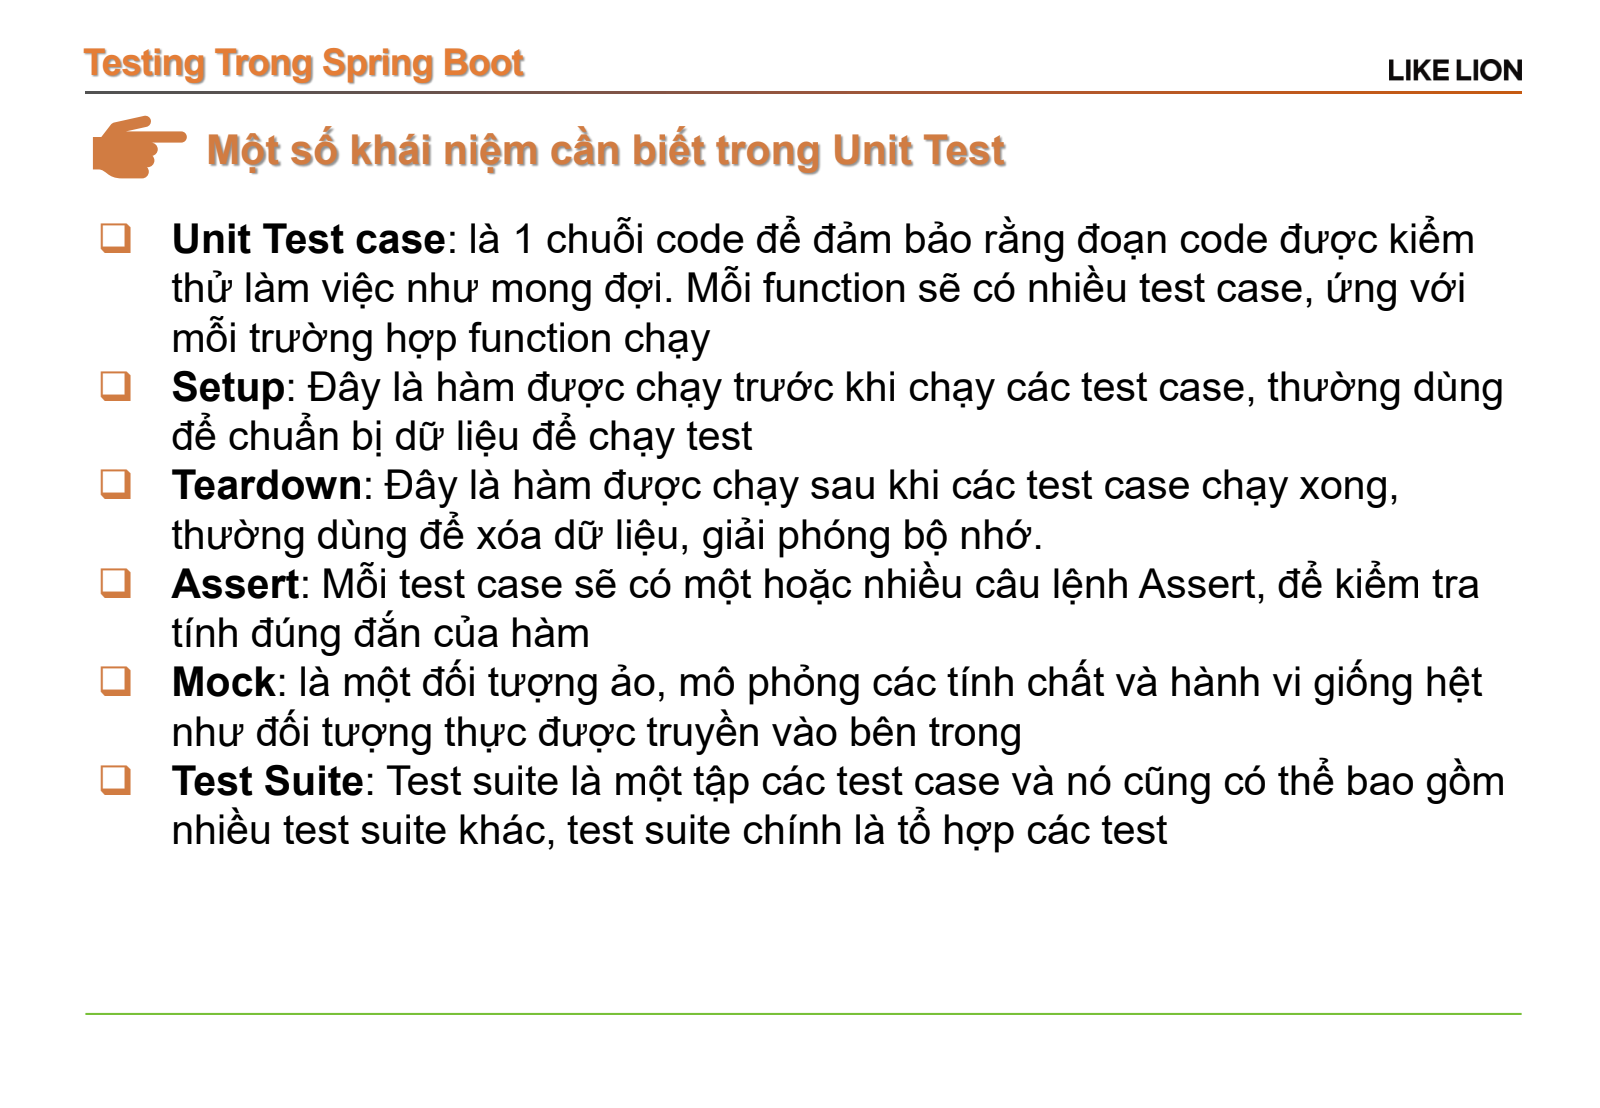 Testing Trong Spring Boot
LIKE LION
Một số khái niệm cần biết trong Unit Test
Unit Test case: là 1 chuỗi code để đảm bảo rằng đoạn code được kiểm
thử làm việc như mong đợi. Mỗi function sẽ có nhiều test case, ứng với
mỗi trường hợp function chạy
Setup: Đây là hàm được chạy trước khi chạy các test case, thường dùng
để chuẩn bị dữ liệu để chạy test
Teardown: Đây là hàm được chạy sau khi các test case chạy xong,
thường dùng để xóa dữ liệu, giải phóng bộ nhớ.
Assert: Mỗi test case sẽ có một hoặc nhiều câu lệnh Assert, để kiểm tra
tính đúng đắn của hàm
Mock: là một đối tượng ảo, mô phỏng các tính chất và hành vi giống hệt
như đối tượng thực được truyền vào bên trong
Test Suite: Test suite là một tập các test case và nó cũng có thể bao gồm
nhiều test suite khác, test suite chính là tổ hợp các test